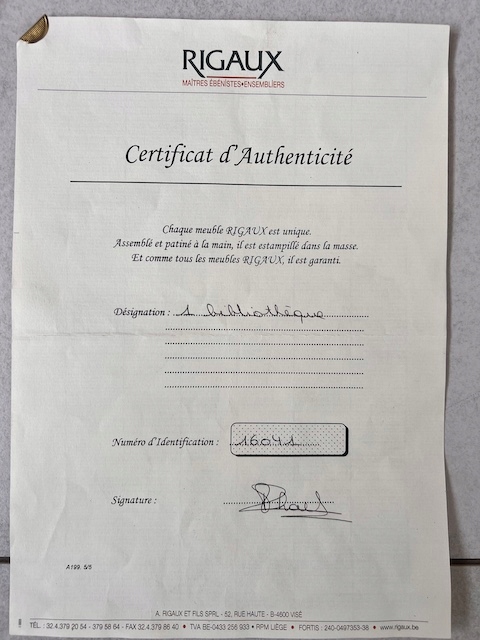 RIGAUX
MAÎTRES ÉBÉNISTES•ENSEMBLIERS
Certificat d'Authenticité
Chaque meuble RIGAUX est unique.
Assemblé et patiné à la main, il est estampillé dans la masse.
Et comme tous les meubles RIGAUX, il est garanti.
Désignation : 1 bibliothèque
Numéro d'Identification : 16041
Signature :
A199. 5/5
A. RIGAUX ET FILS SPRL - 52, RUE HAUTE - B-4600 VISÉ
TÉL. : 32.4.379 20 54 - 379 58 64 - FAX 32.4.379 86 40 • TVA BE-0433 256 933 • RPM LIÈGE • FORTIS : 240-0497353-38 • www.rigaux.be